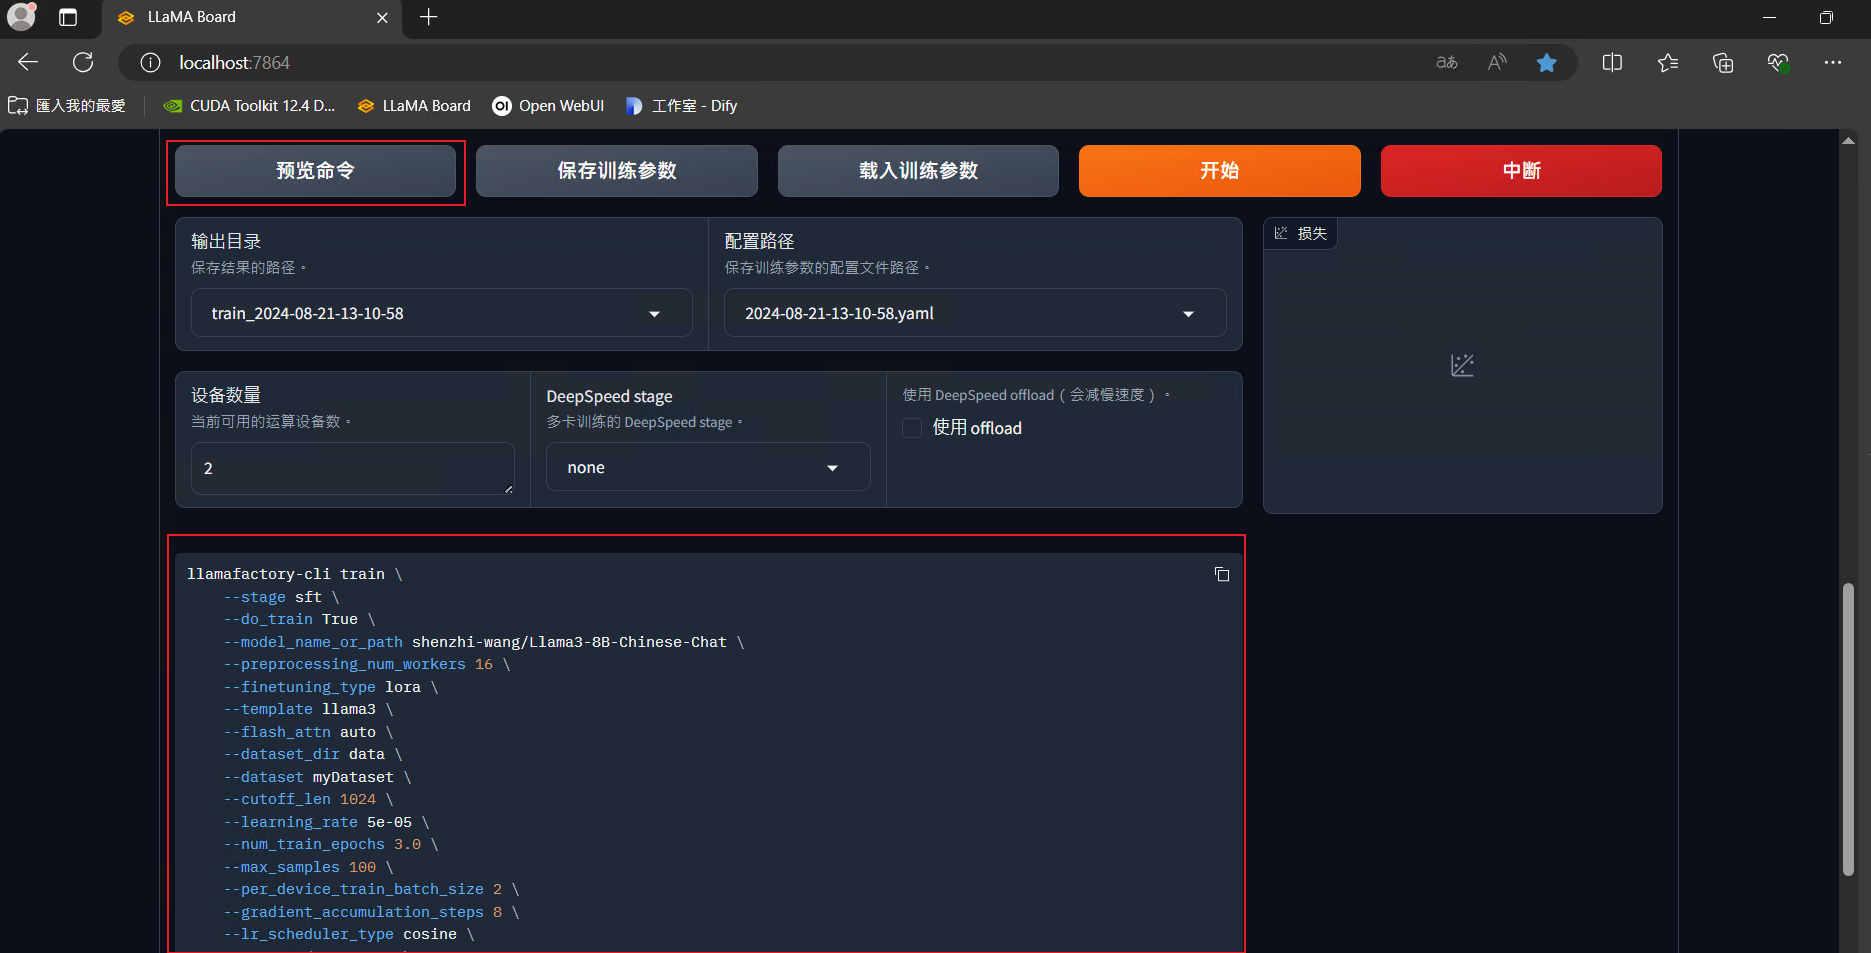 LLaMA Board
localhost:7864
匯入我的最愛
CUDA Toolkit 12.4 D...
LLaMA Board
Open WebUI
工作室 - Dify
预览命令
保存训练参数
载入训练参数
开始
中断
输出目录
保存结果的路径。
train_2024-08-21-13-10-58
配置路径
保存训练参数的配置文件路径。
2024-08-21-13-10-58.yaml
损失
设备数量
当前可用的运算设备数。
2
DeepSpeed stage
多卡训练的 DeepSpeed stage。
none
使用 DeepSpeed offload（会减慢速度）。
使用 offload
llamafactory-cli train \
--stage sft \
--do_train True \
--model_name_or_path shenzhi-wang/Llama3-8B-Chinese-Chat \
--preprocessing_num_workers 16 \
--finetuning_type lora \
--template llama3 \
--flash_attn auto \
--dataset_dir data \
--dataset myDataset \
--cutoff_len 1024 \
--learning_rate 5e-05 \
--num_train_epochs 3.0 \
--max_samples 100 \
--per_device_train_batch_size 2 \
--gradient_accumulation_steps 8 \
--lr_scheduler_type cosine \